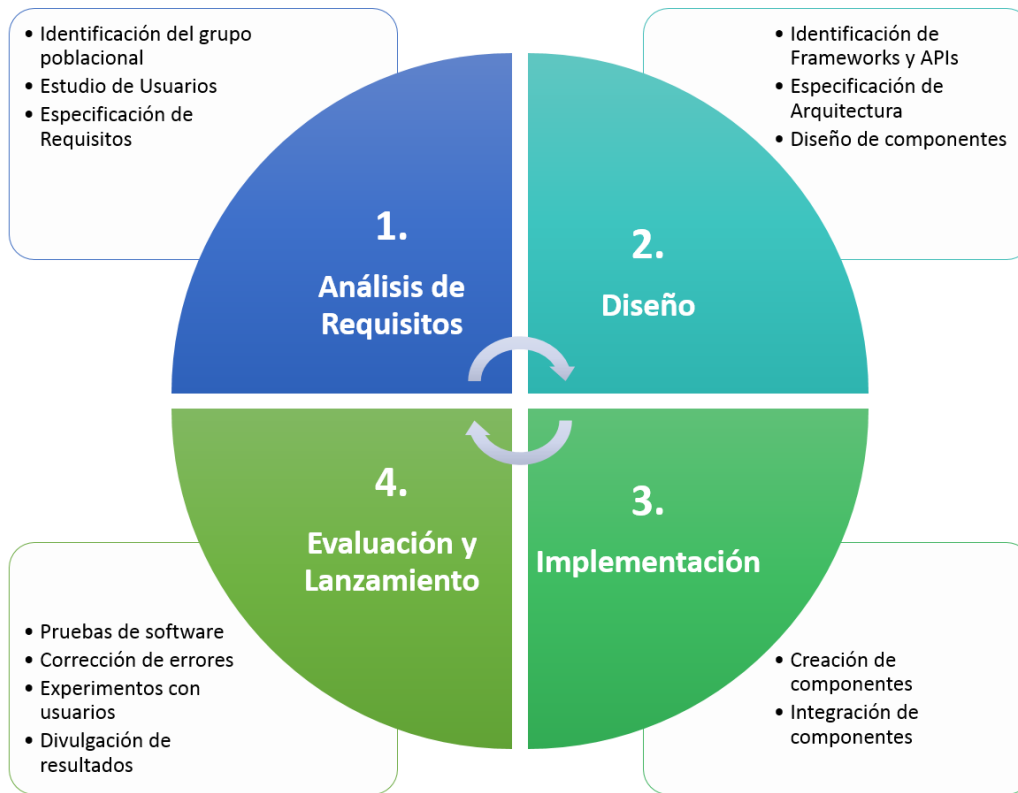 • Identificación del grupo
poblacional
• Estudio de Usuarios
• Especificación de
Requisitos
• Identificación de
Frameworks y APIs
• Especificación de
Arquitectura
• Diseño de componentes
1.
Análisis de
Requisitos
2.
Diseño
4.
Evaluación y
Lanzamiento
3.
Implementación
• Pruebas de software
• Corrección de errores
• Experimentos con
usuarios
• Divulgación de
resultados
• Creación de
componentes
• Integración de
componentes